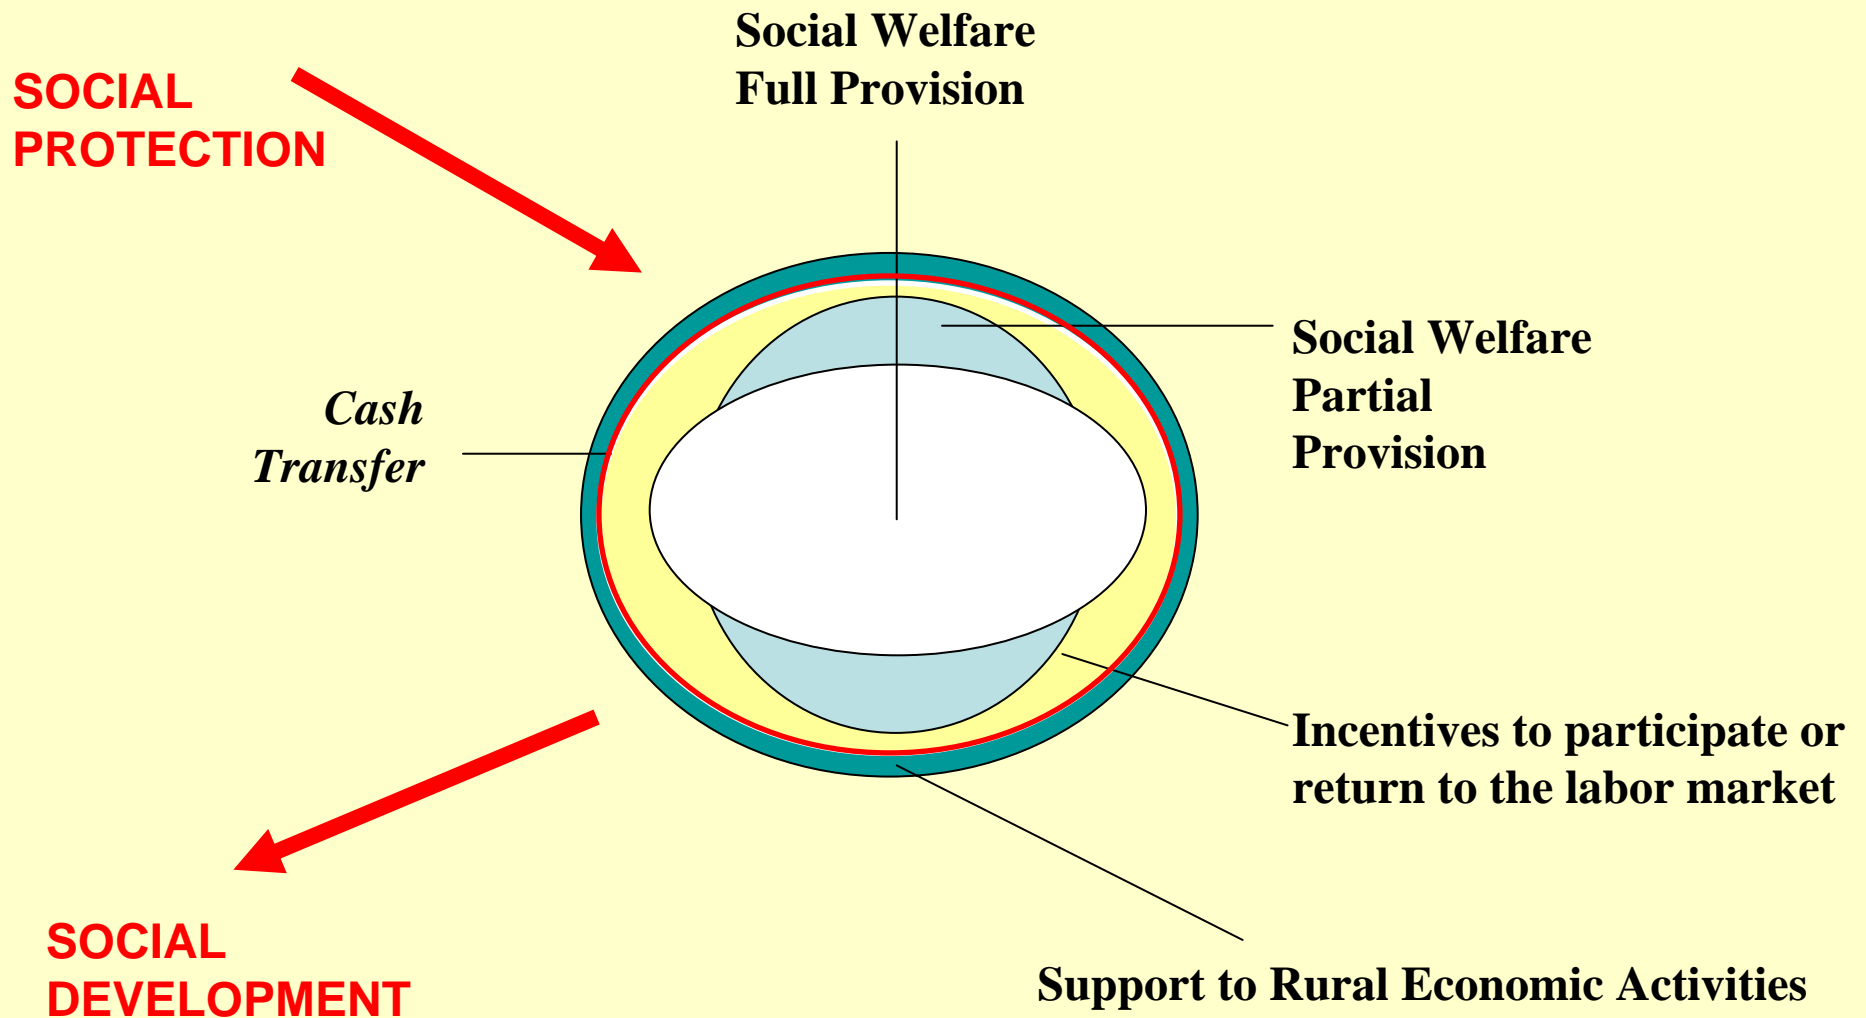 Social Welfare
Full Provision
SOCIAL
PROTECTION
Social Welfare
Partial
Provision
Cash
Transfer
Incentives to participate or
return to the labor market
SOCIAL
DEVELOPMENT
Support to Rural Economic Activities